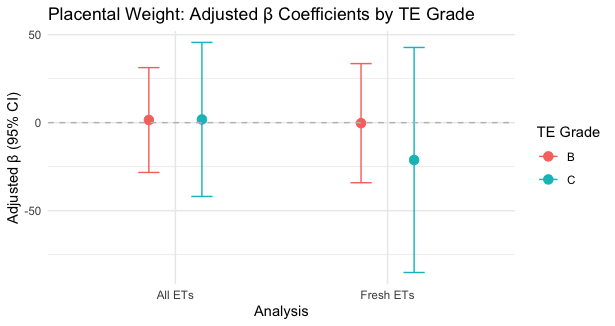 Placental Weight: Adjusted β Coefficients by TE Grade
Adjusted β (95% CI)
50
0
-50
All ETs
Fresh ETs
Analysis
TE Grade
B
C